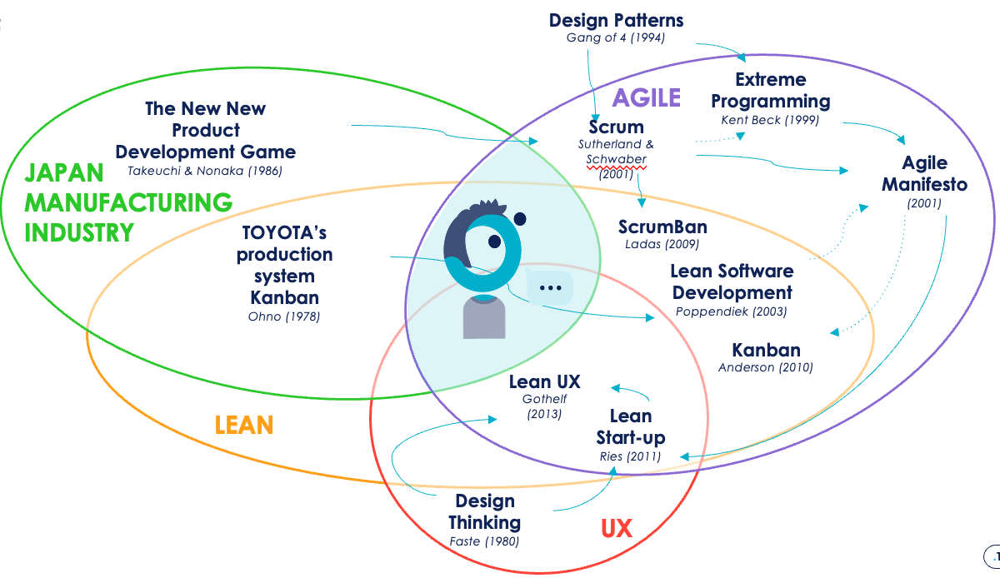 Design Patterns
Gang of 4 (1994)
AGILE
Extreme
Programming
Kent Beck (1999)
The New New
Product
Development Game
Takeuchi & Nonaka (1986)
Scrum
Sutherland &
Schwaber
(2001)
Agile
Manifesto
(2001)
JAPAN
MANUFACTURING
INDUSTRY
TOYOTA's
production
system
Kanban
Ohno (1978)
ScrumBan
Ladas (2009)
Lean Software
Development
Poppendiek (2003)
Kanban
Anderson (2010)
Lean UX
Gothelf
(2013)
LEAN
Lean
Start-up
Ries (2011)
Design
Thinking
Faste (1980)
UX